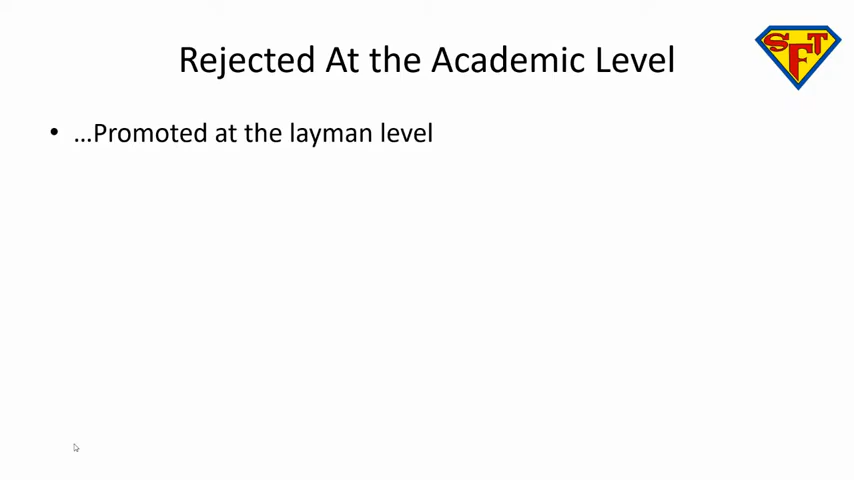 Rejected At the Academic Level
SFT
• …Promoted at the layman level